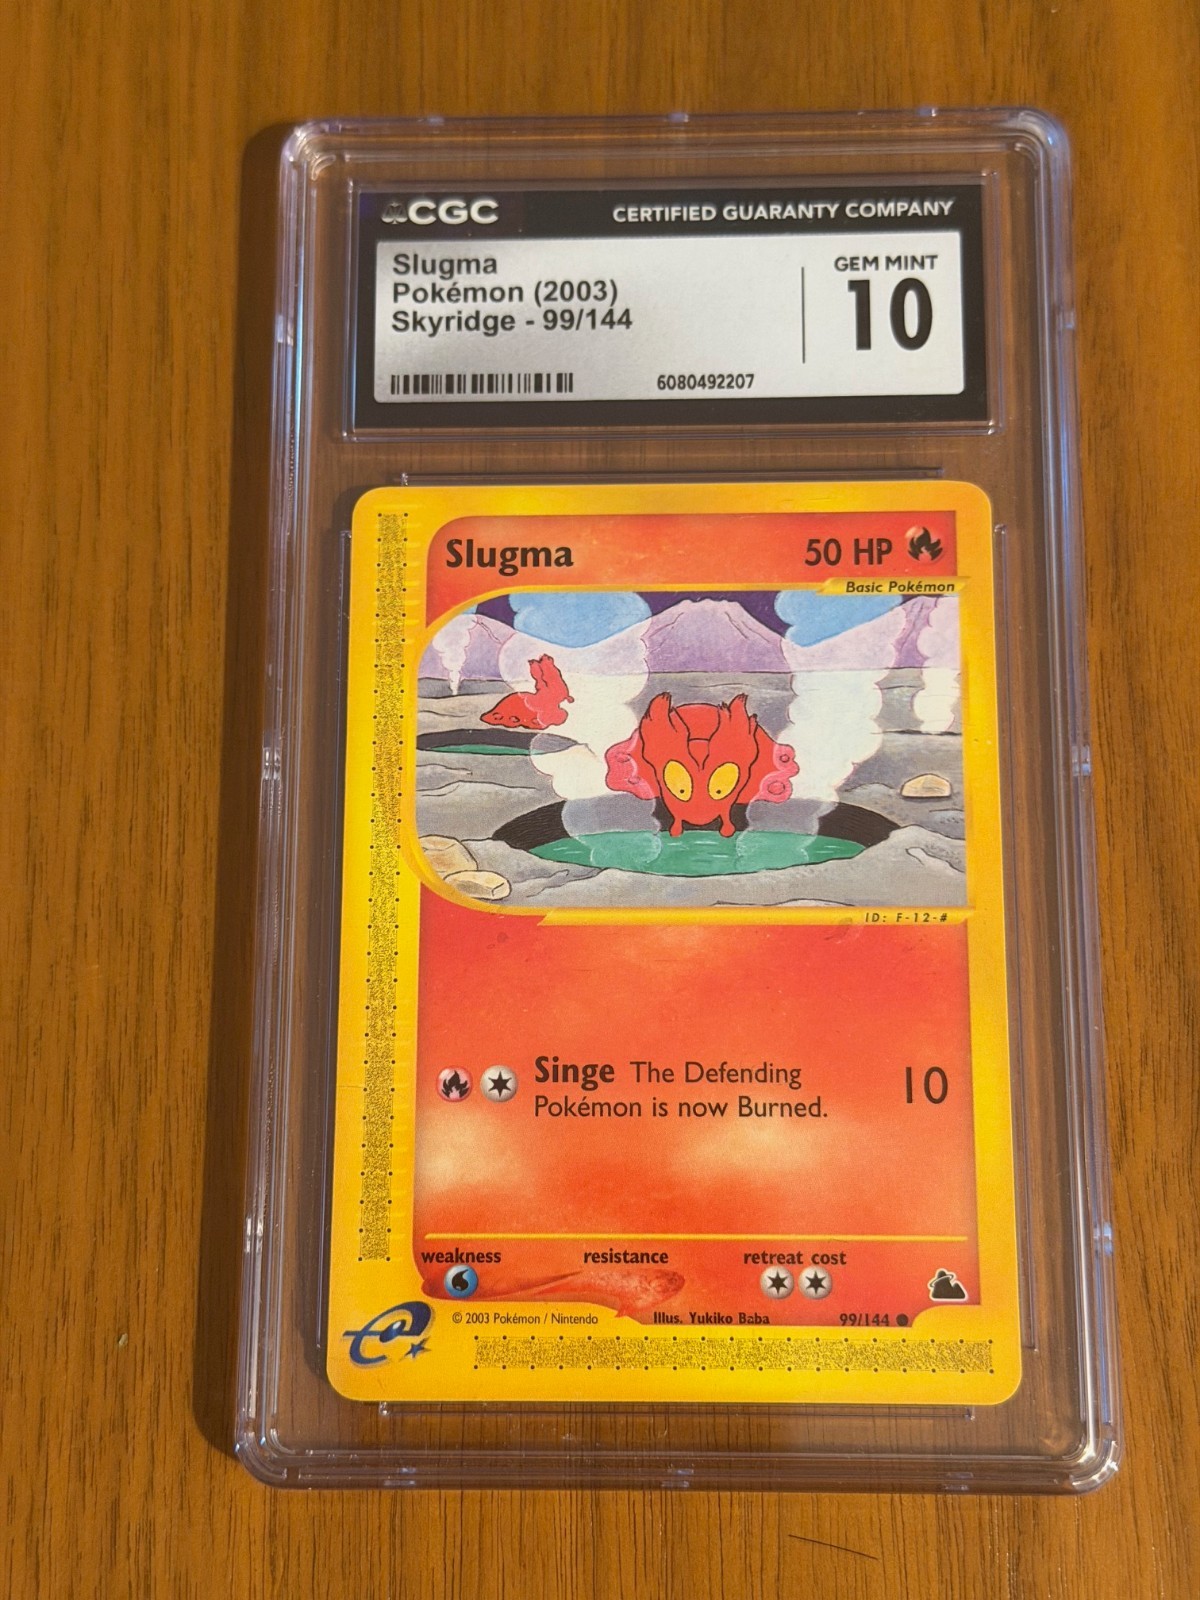 CGC CERTIFIED GUARANTY COMPANY
Slugma
Pokémon (2003)
Skyridge - 99/144
GEM MINT
10
6080492207
Slugma 50 HP
Basic Pokémon
ID: F-12-#
Singe The Defending
Pokémon is now Burned.
10
weakness resistance retreat cost
© 2003 Pokémon / Nintendo Illus. Yukiko Baba 99/144
e